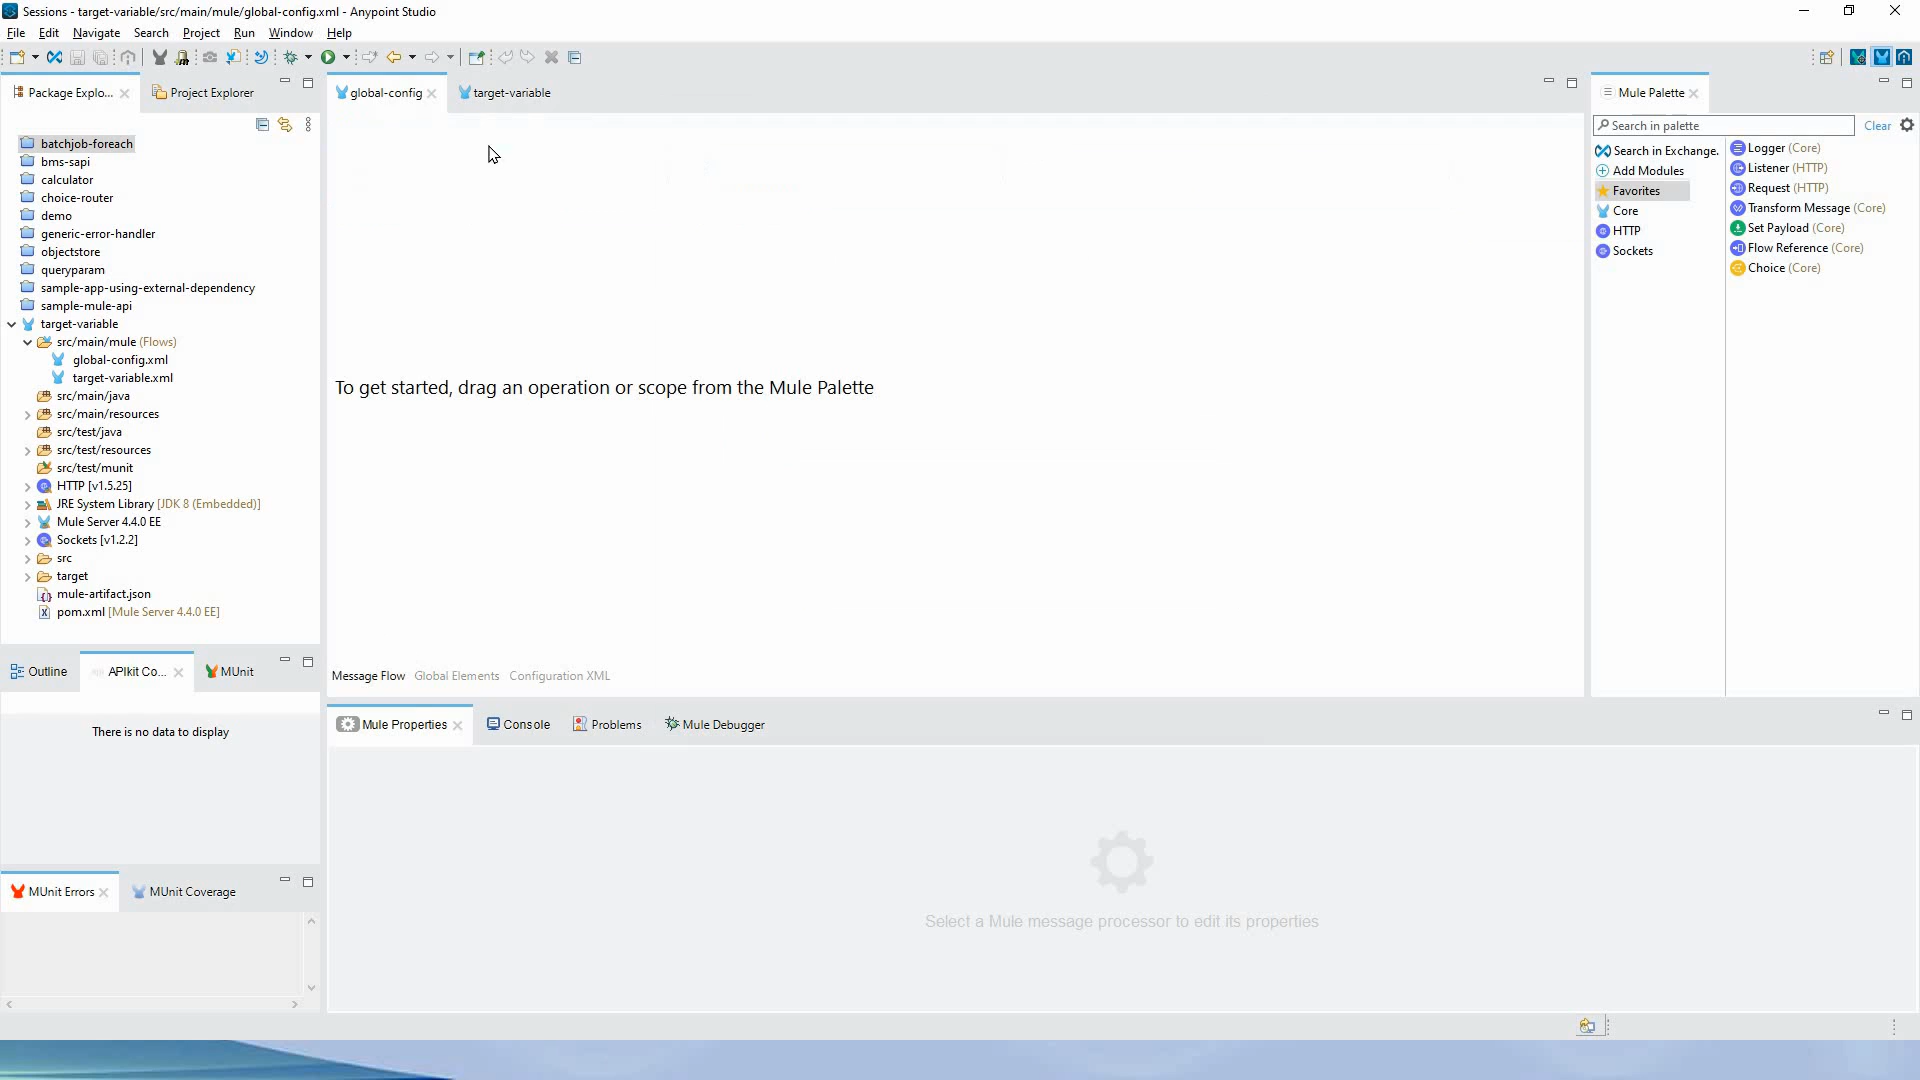 Sessions - target-variable/src/main/mule/global-config.xml - Anypoint Studio
File Edit Navigate Search Project Run Window Help
Package Explo... Project Explorer
batchjob-foreach
bms-sapi
calculator
choice-router
demo
generic-error-handler
objectstore
queryparam
sample-app-using-external-dependency
sample-mule-api
target-variable
src/main/mule (Flows)
global-config.xml
target-variable.xml
src/main/java
src/main/resources
src/test/java
src/test/resources
src/test/munit
HTTP [v1.5.25]
JRE System Library [JDK 8 (Embedded)]
Mule Server 4.4.0 EE
Sockets [v1.2.2]
src
target
mule-artifact.json
pom.xml [Mule Server 4.4.0 EE]
Outline APIkit Co... MUnit
There is no data to display
MUnit Errors MUnit Coverage
global-config target-variable
To get started, drag an operation or scope from the Mule Palette
Message Flow Global Elements Configuration XML
Mule Properties Console Problems Mule Debugger
Select a Mule message processor to edit its properties
Mule Palette
Search in palette Clear
Search in Exchange.
Add Modules
Favorites
Core
HTTP
Sockets
Logger (Core)
Listener (HTTP)
Request (HTTP)
Transform Message (Core)
Set Payload (Core)
Flow Reference (Core)
Choice (Core)